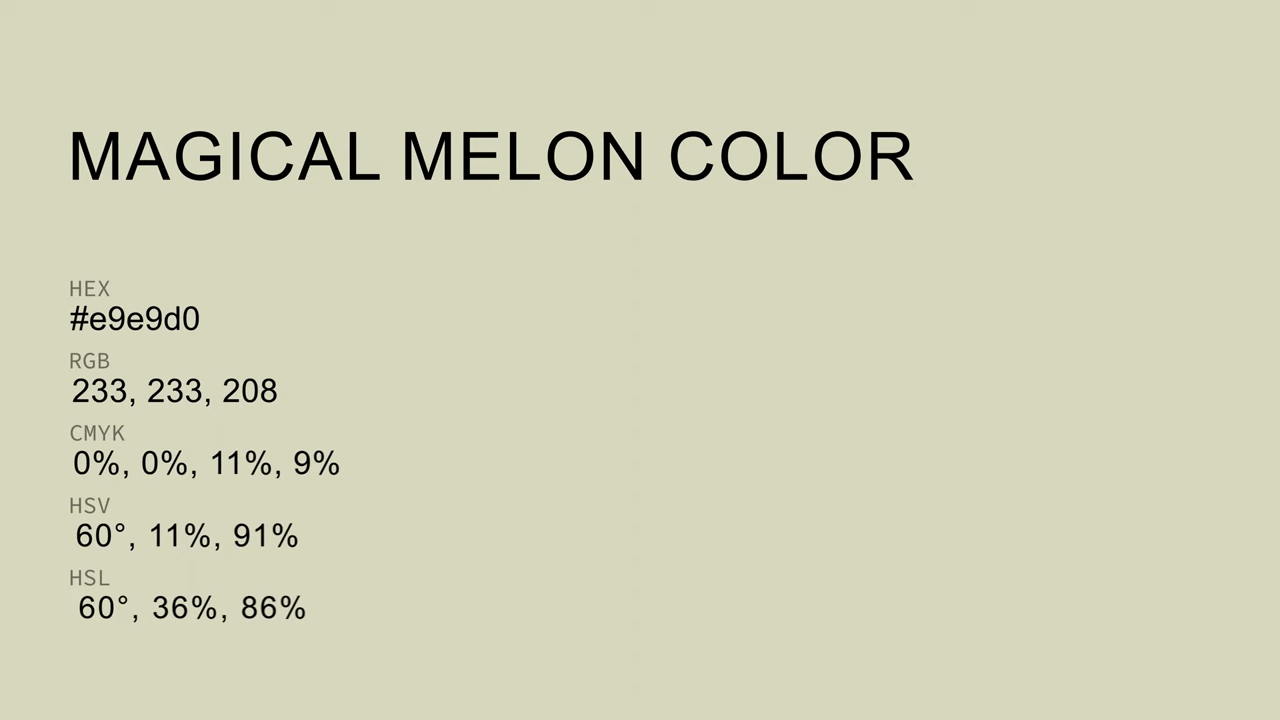 MAGICAL MELON COLOR
HEX
#e9e9d0
RGB
233, 233, 208
CMYK
0%, 0%, 11%, 9%
HSV
60°, 11%, 91%
HSL
60°, 36%, 86%